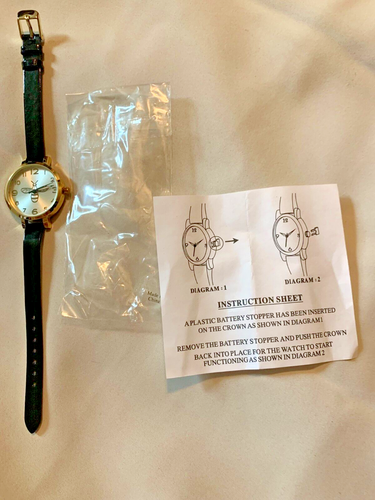 DIAGRAM : 1
DIAGRAM : 2
INSTRUCTION SHEET
A PLASTIC BATTERY STOPPER HAS BEEN INSERTED
ON THE CROWN AS SHOWN IN DIAGRAM 1
REMOVE THE BATTERY STOPPER AND PUSH THE CROWN
BACK INTO PLACE FOR THE WATCH TO START
FUNCTIONING AS SHOWN IN DIAGRAM 2